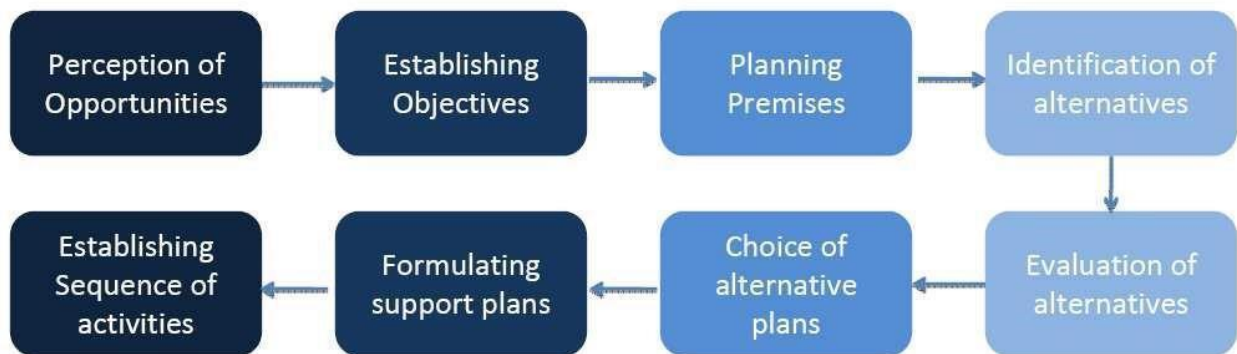 Perception of
Opportunities
Establishing
Objectives
Planning
Premises
Identification of
alternatives
Evaluation of
alternatives
Choice of
alternative
plans
Formulating
support plans
Establishing
Sequence of
activities